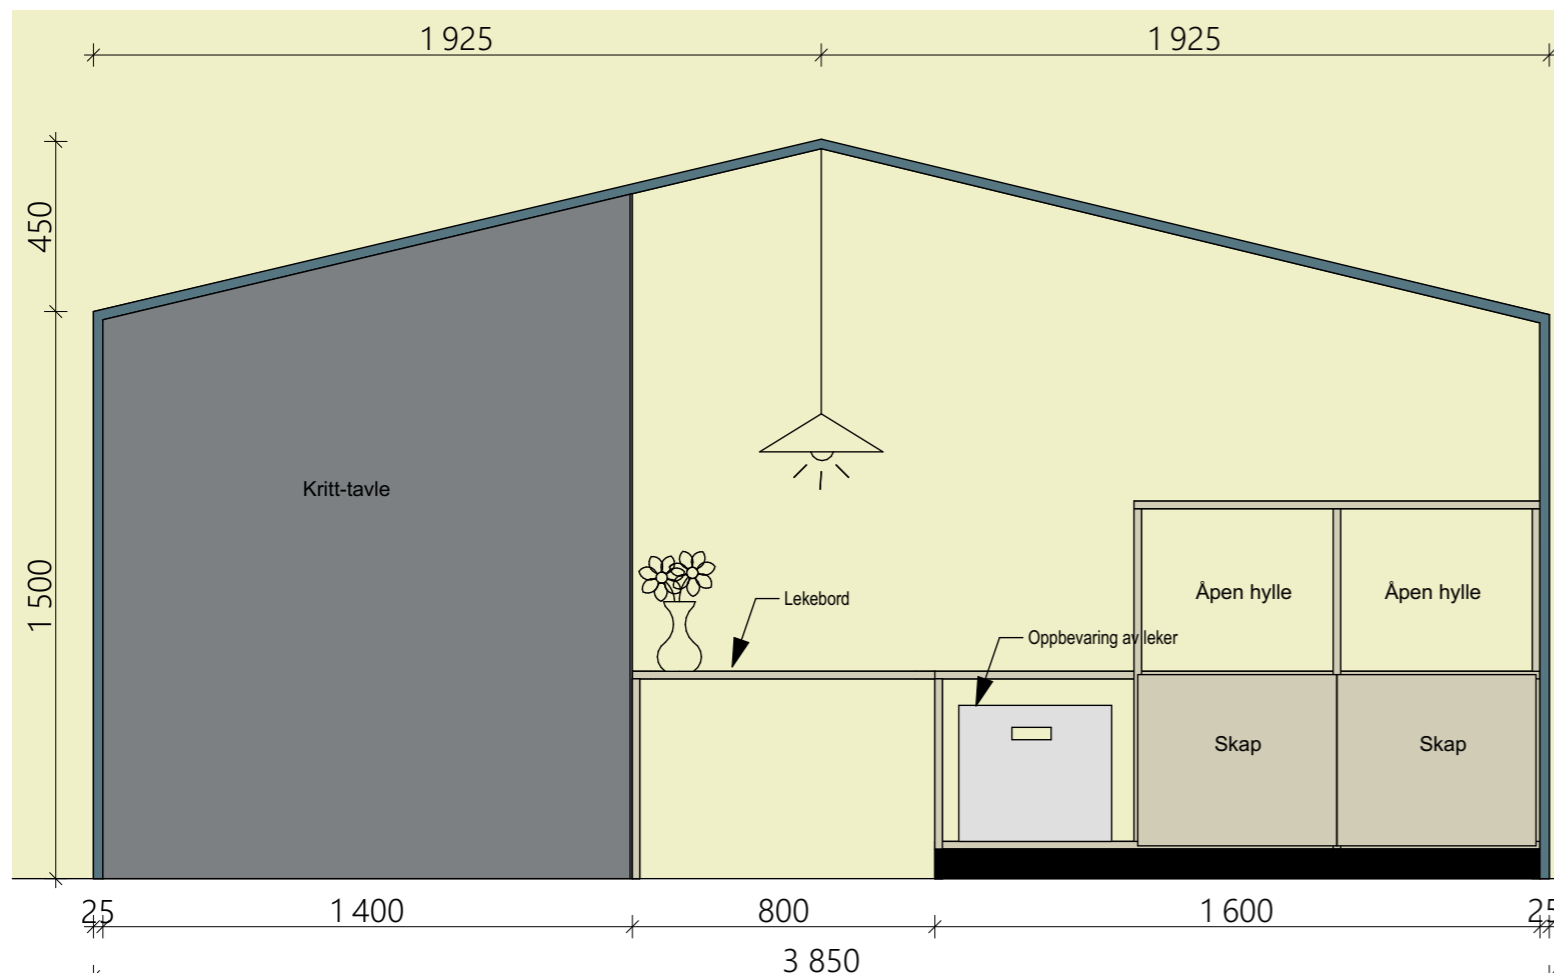 1 925
1 925
450
1 500
Kritt-tavle
Lekebord
Oppbevaring av leker
Åpen hylle
Åpen hylle
Skap
Skap
25
1 400
800
1 600
25
3 850